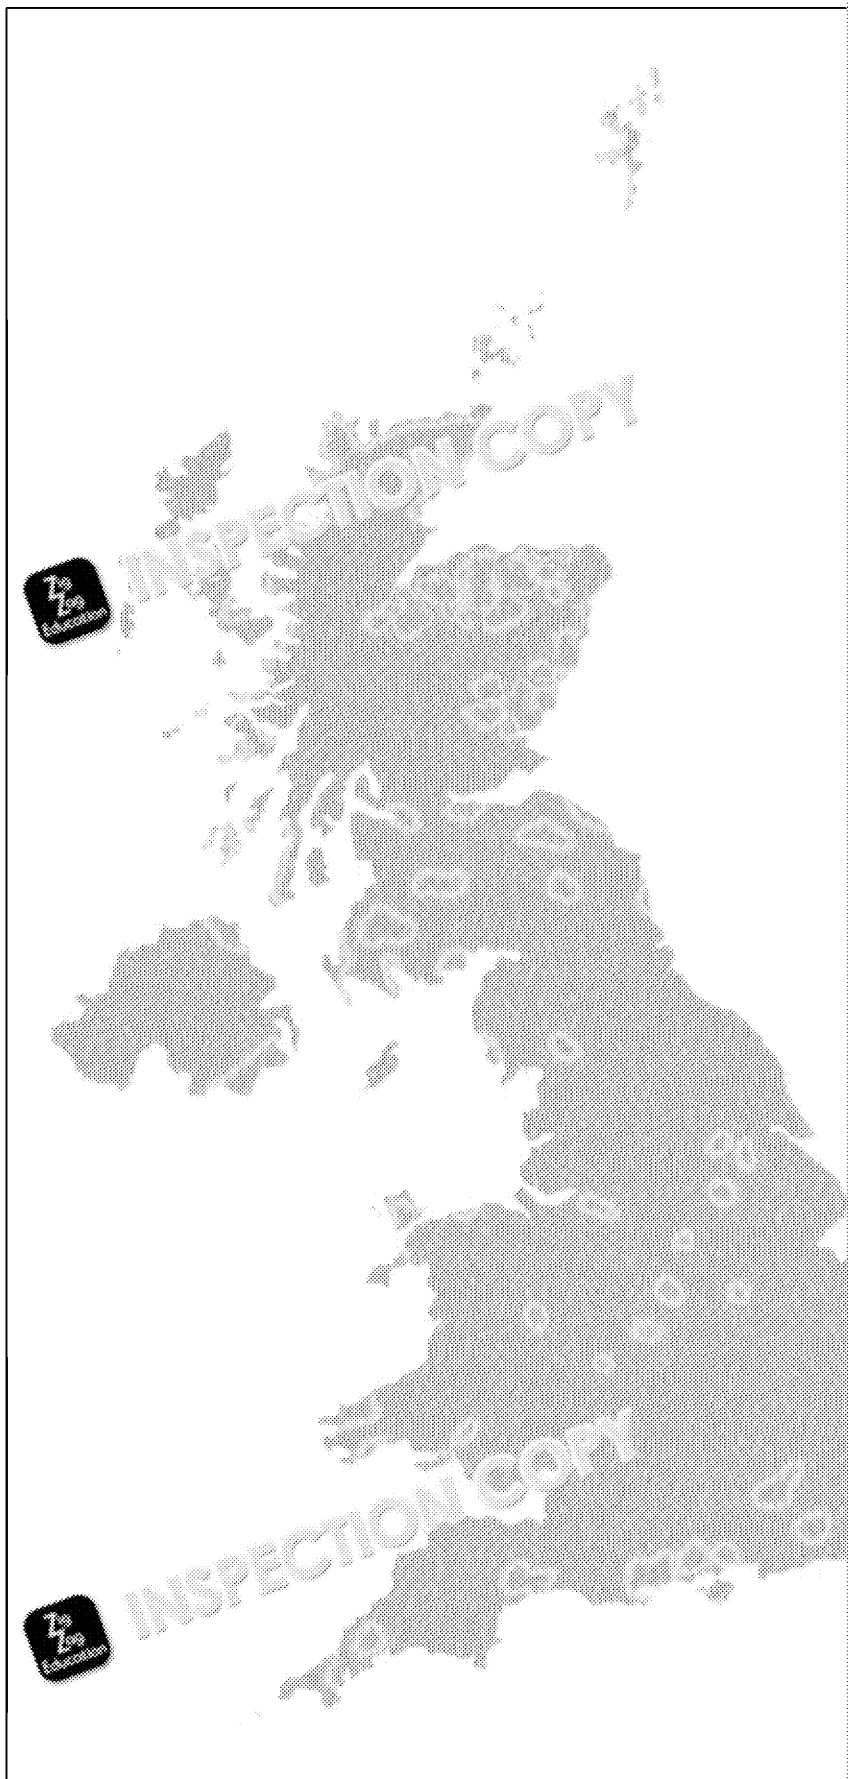 INSPECTION COPY
Zig
Zag
Education
INSPECTION COPY
Zig
Zag
Education